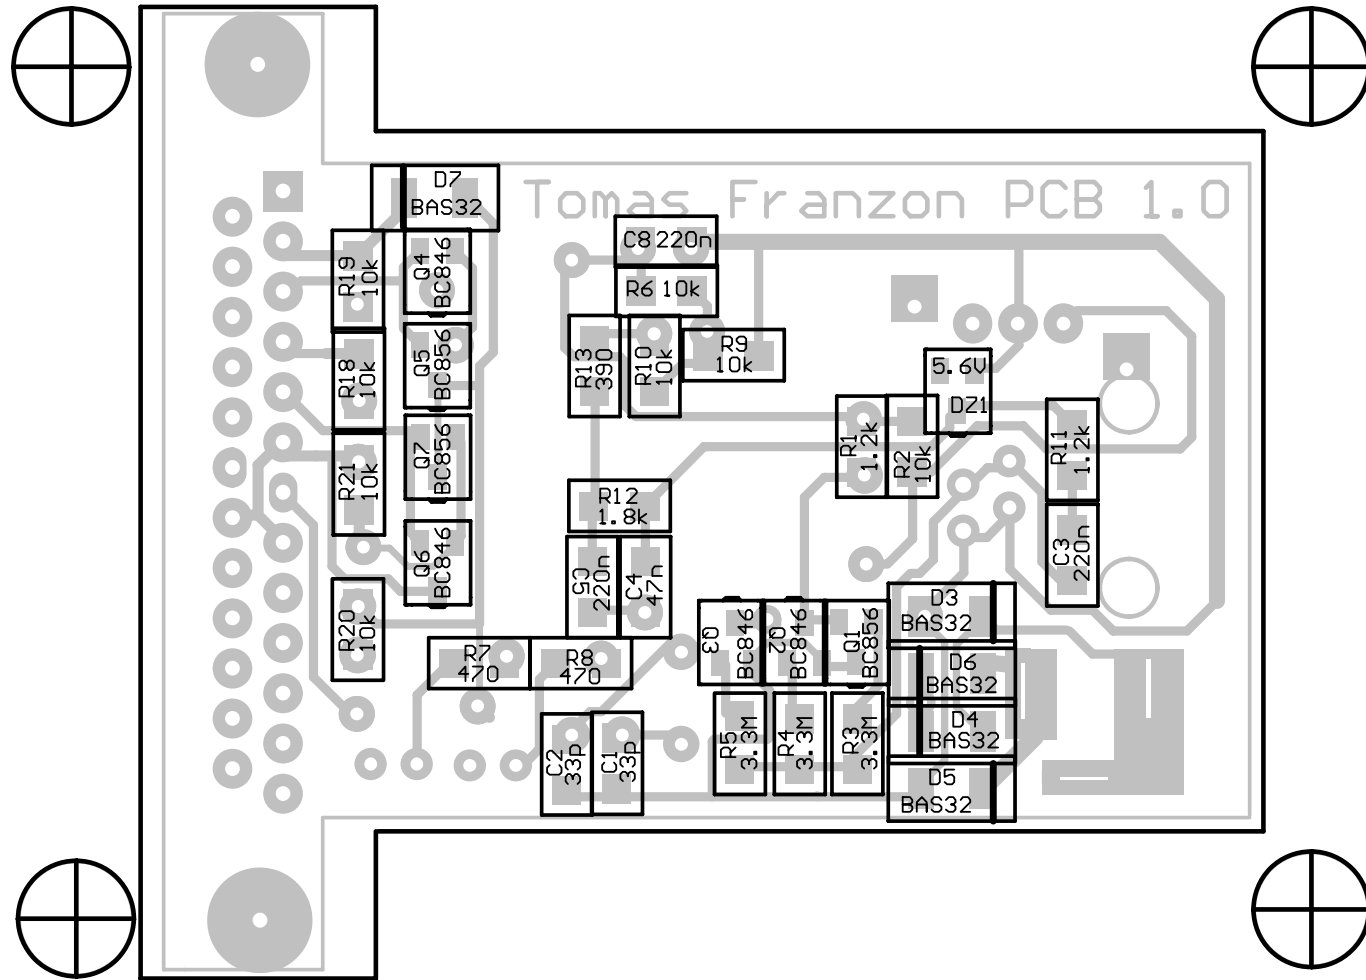 D7
BAS32
Tomas Franzon PCB 1.0
C8 220n
R6 10k
R19
10k
Q4
BC846
R18
10k
Q5
BC856
R13
390
R10
10k
R9
10k
5.6V
DZ1
R21
10k
Q7
BC856
R1
1.2k
R2
10k
R11
1.2k
R12
1.8k
Q6
BC846
C5
220n
C4
47n
C3
220n
R20
10k
D3
BAS32
Q3
BC846
Q2
BC846
Q1
BC856
R7
470
R8
470
D6
BAS32
D4
BAS32
C2
33p
C1
33p
R5
3.3M
R4
3.3M
R3
3.3M
D5
BAS32